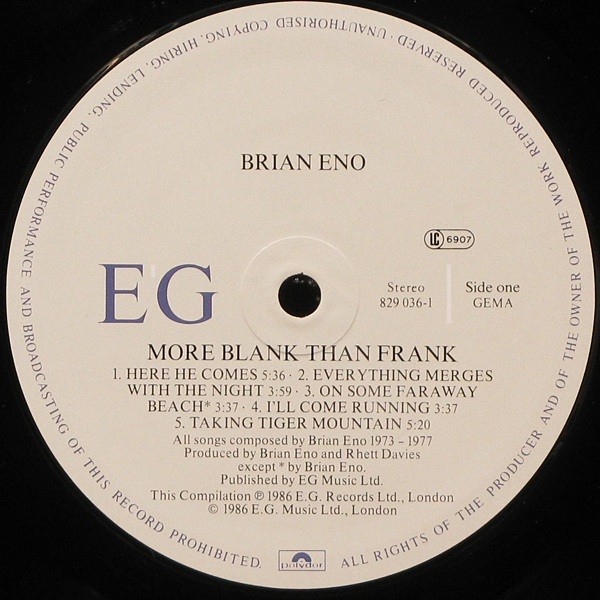 BRIAN ENO
LC 6907
EG
Stereo
829 036-1
Side one
GEMA
MORE BLANK THAN FRANK
1. HERE HE COMES 5:36 · 2. EVERYTHING MERGES
WITH THE NIGHT 3:59 · 3. ON SOME FARAWAY
BEACH* 3:37 · 4. I'LL COME RUNNING 3:37
5. TAKING TIGER MOUNTAIN 5:20
All songs composed by Brian Eno 1973 – 1977
Produced by Brian Eno and Rhett Davies
except * by Brian Eno.
Published by EG Music Ltd.
This Compilation ℗ 1986 E.G. Records Ltd., London
© 1986 E.G. Music Ltd., London
polydor
ALL RIGHTS OF THE PRODUCER AND OF THE OWNER OF THE WORK REPRODUCED RESERVED · UNAUTHORISED COPYING, HIRING, LENDING, PUBLIC PERFORMANCE AND BROADCASTING OF THIS RECORD PROHIBITED.